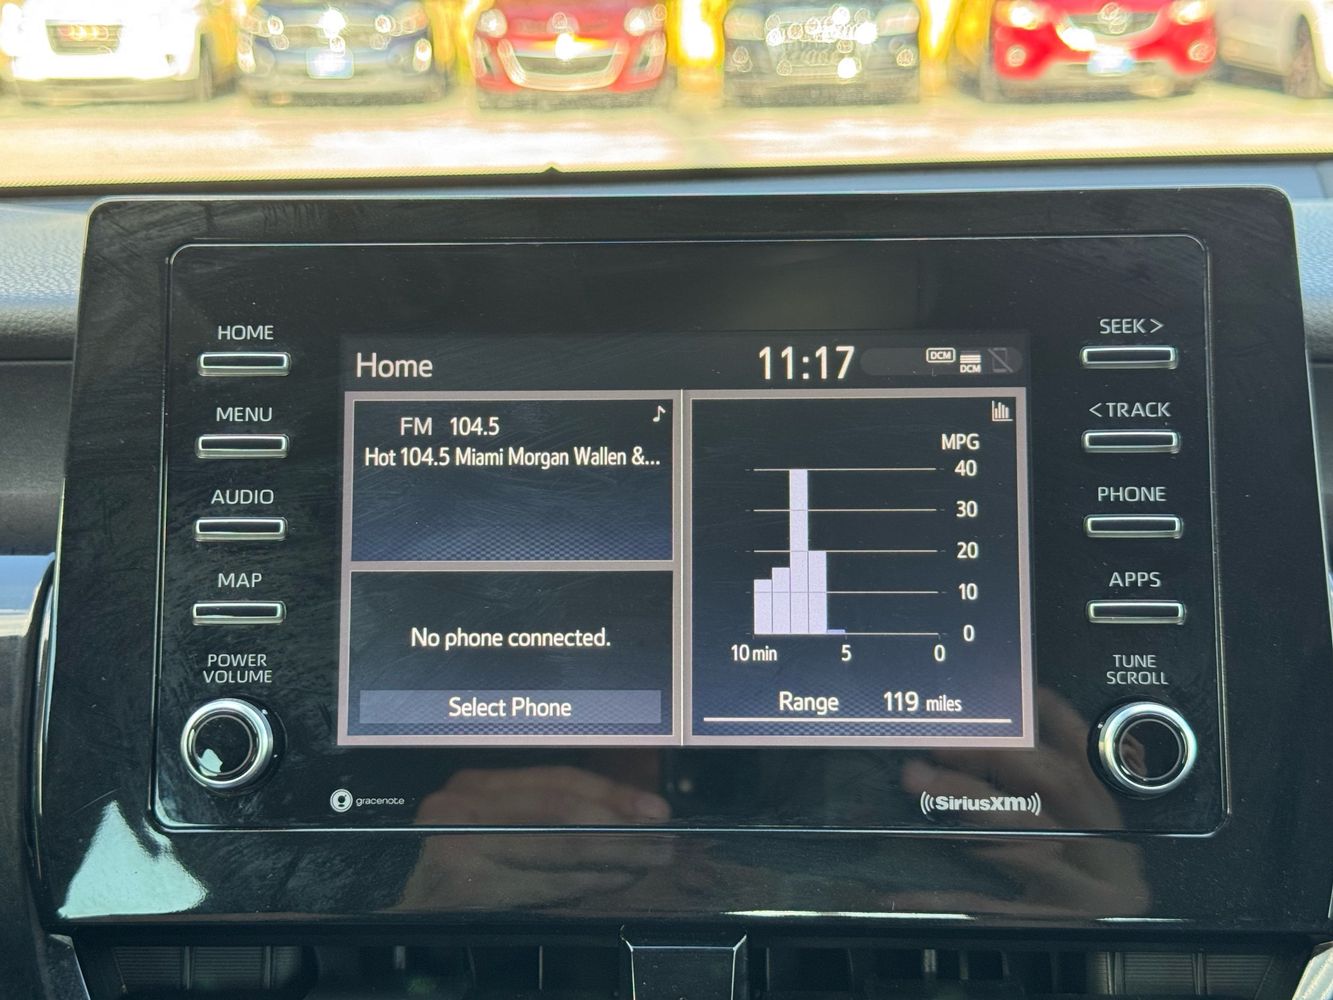 HOME
MENU
AUDIO
MAP
POWER
VOLUME
Home
11:17
DCM
DCM
FM 104.5
Hot 104.5 Miami Morgan Wallen &...
No phone connected.
Select Phone
MPG
40
30
20
10
0
10 min 5 0
Range 119 miles
SEEK >
< TRACK
PHONE
APPS
TUNE
SCROLL
gracenote
SiriusXM